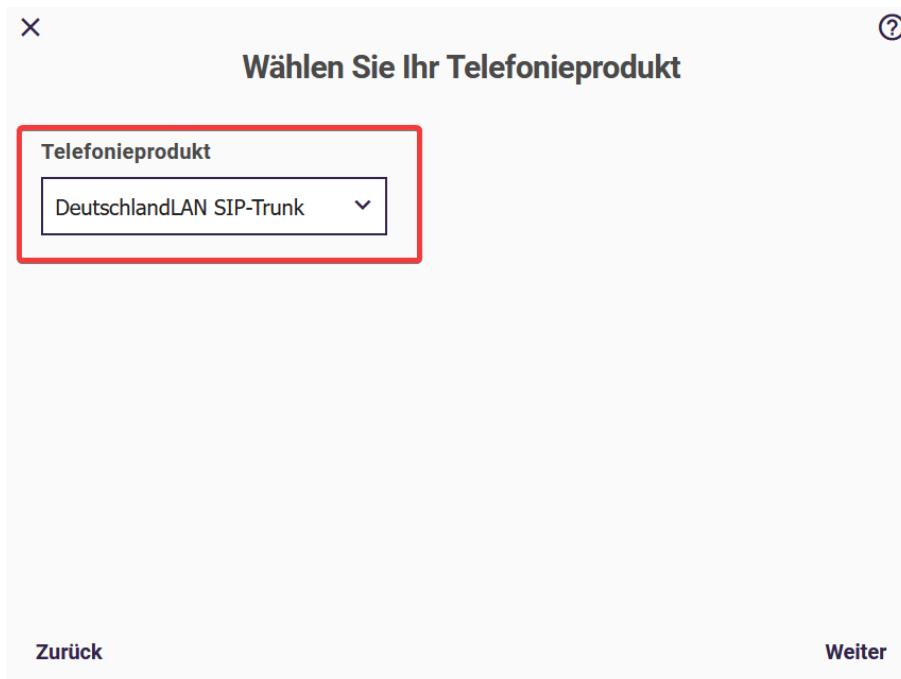 Wählen Sie Ihr Telefonieprodukt
Telefonieprodukt
DeutschlandLAN SIP-Trunk
Zurück
Weiter